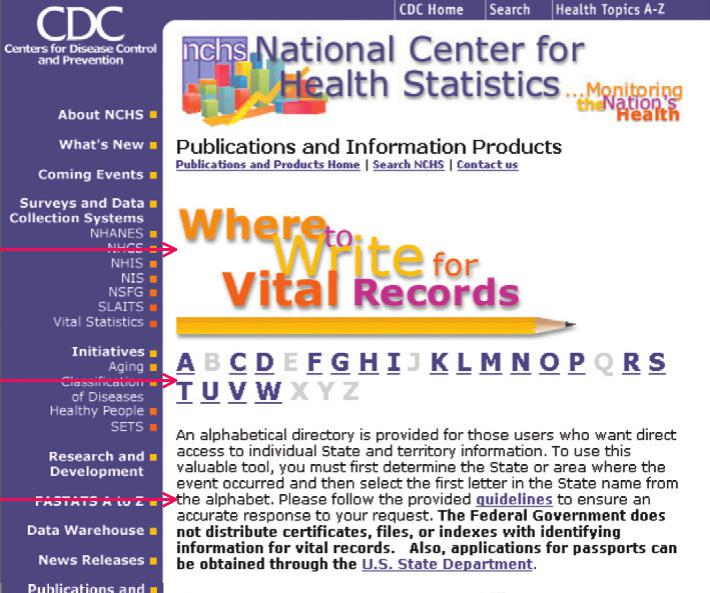 CDC Home | Search | Health Topics A-Z
CDC
Centers for Disease Control
and Prevention
nchs National Center for
Health Statistics
...Monitoring
the Nation's
Health
About NCHS
What's New
Coming Events
Surveys and Data
Collection Systems
NHANES
NHCS
NHIS
NIS
NSFG
SLAITS
Vital Statistics
Initiatives
Aging
Classification
of Diseases
Healthy People
SETS
Research and
Development
FASTATS A to Z
Data Warehouse
News Releases
Publications and
Publications and Information Products
Publications and Products Home | Search NCHS | Contact us
Where to
Write for
Vital Records
A B C D E F G H I J K L M N O P Q R S
T U V W X Y Z
An alphabetical directory is provided for those users who want direct
access to individual State and territory information. To use this
valuable tool, you must first determine the State or area where the
event occurred and then select the first letter in the State name from
the alphabet. Please follow the provided guidelines to ensure an
accurate response to your request. The Federal Government does
not distribute certificates, files, or indexes with identifying
information for vital records. Also, applications for passports can
be obtained through the U.S. State Department.